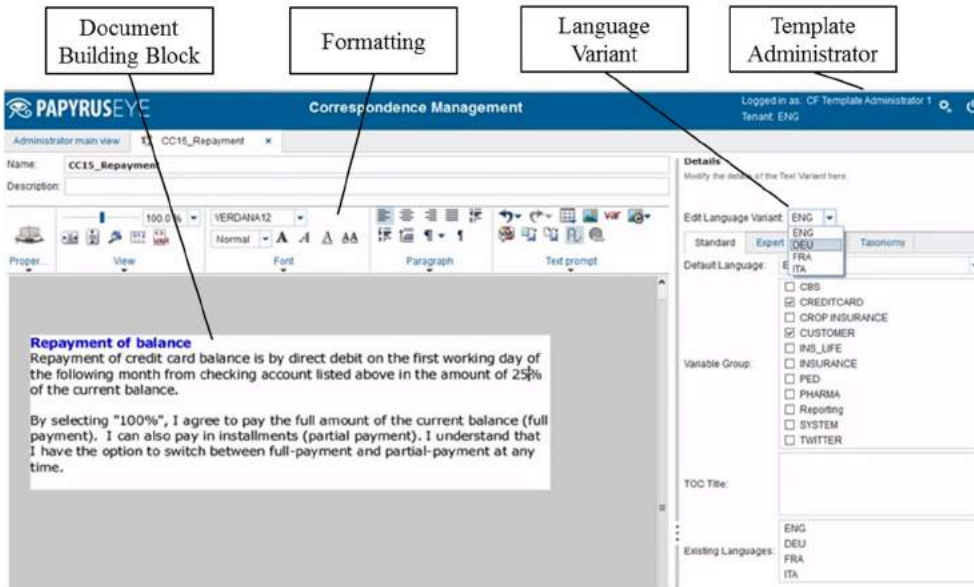 Document
Building Block
Formatting
Language
Variant
Template
Administrator
PAPYRUSEYE
Correspondence Management
Logged in as: CF Template Administrator 1
Tenant: ENG
Administrator main view
CC15_Repayment
×
Name:
CC15_Repayment
Description:
Details
Modify the details of the Text Variant here.
100.0 %
VERDANA12
Normal
A A A AA
var
Proper...
View
Font
Paragraph
Text prompt
Edit Language Variant:
ENG
ENG
DEU
FRA
ITA
Standard
Expert
Taxonomy
Default Language:
E
Variable Group:
CBS
CREDITCARD
CROP INSURANCE
CUSTOMER
INS_LIFE
INSURANCE
PED
PHARMA
Reporting
SYSTEM
TWITTER
TOC Title:
Existing Languages:
ENG
DEU
FRA
ITA
Repayment of balance
Repayment of credit card balance is by direct debit on the first working day of
the following month from checking account listed above in the amount of 25%
of the current balance.
By selecting "100%", I agree to pay the full amount of the current balance (full
payment). I can also pay in installments (partial payment). I understand that
I have the option to switch between full-payment and partial-payment at any
time.